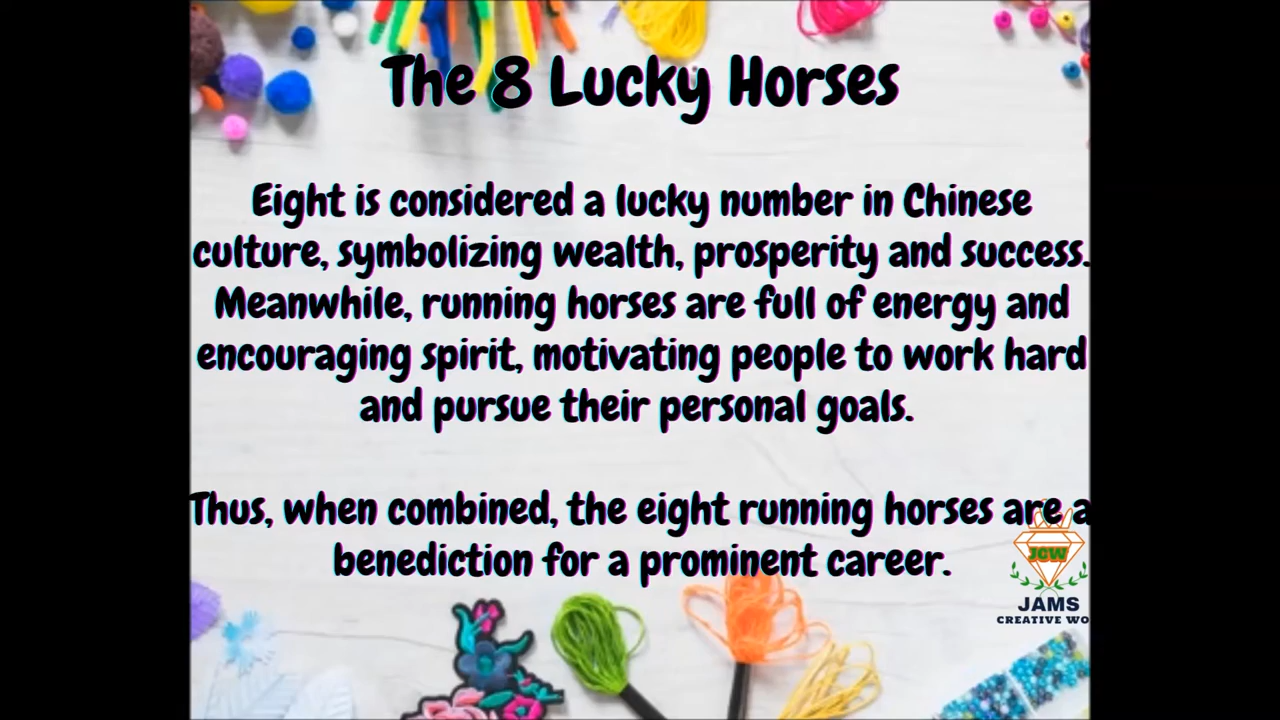 The 8 Lucky Horses
Eight is considered a lucky number in Chinese
culture, symbolizing wealth, prosperity and success.
Meanwhile, running horses are full of energy and
encouraging spirit, motivating people to work hard
and pursue their personal goals.
Thus, when combined, the eight running horses are a
benediction for a prominent career.
JCW
JAMS
CREATIVE WO